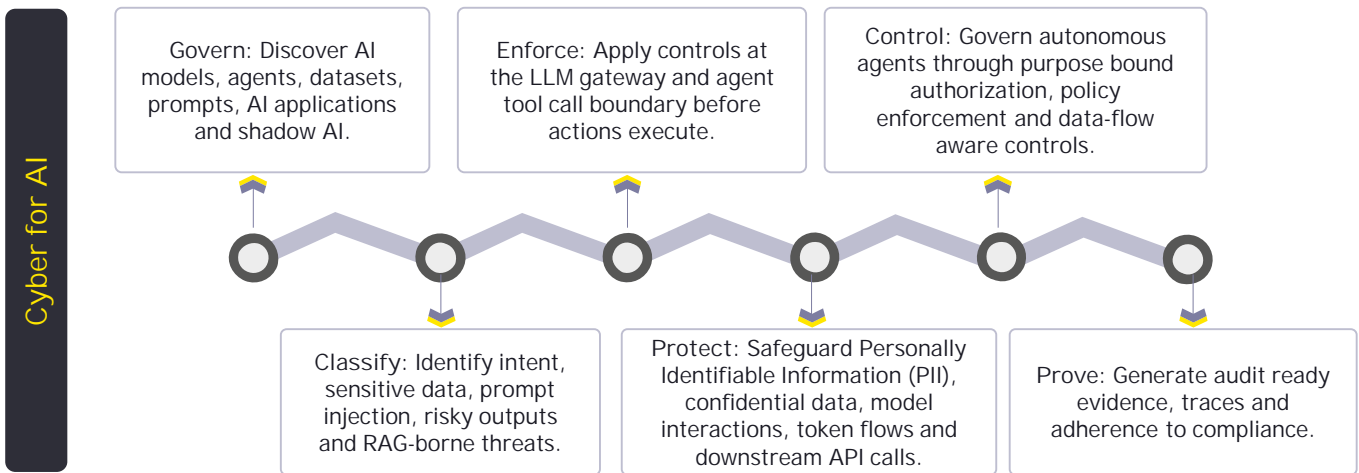 Cyber for AI
Govern: Discover AI
models, agents, datasets,
prompts, AI applications
and shadow AI.
Classify: Identify intent,
sensitive data, prompt
injection, risky outputs
and RAG-borne threats.
Enforce: Apply controls at
the LLM gateway and agent
tool call boundary before
actions execute.
Protect: Safeguard Personally
Identifiable Information (PII),
confidential data, model
interactions, token flows and
downstream API calls.
Control: Govern autonomous
agents through purpose bound
authorization, policy
enforcement and data-flow
aware controls.
Prove: Generate audit ready
evidence, traces and
adherence to compliance.